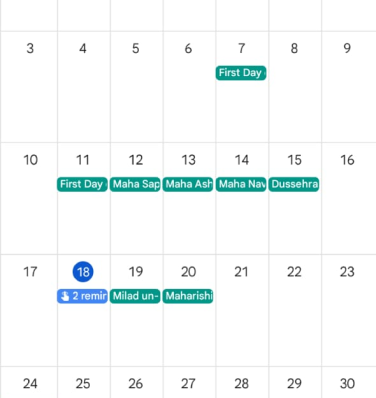 3 4 5 6 7 8 9
First Day
10 11 12 13 14 15 16
First Day Maha Sap Maha Ash Maha Nav Dussehra
17 18 19 20 21 22 23
2 remin Milad un- Maharishi
24 25 26 27 28 29 30